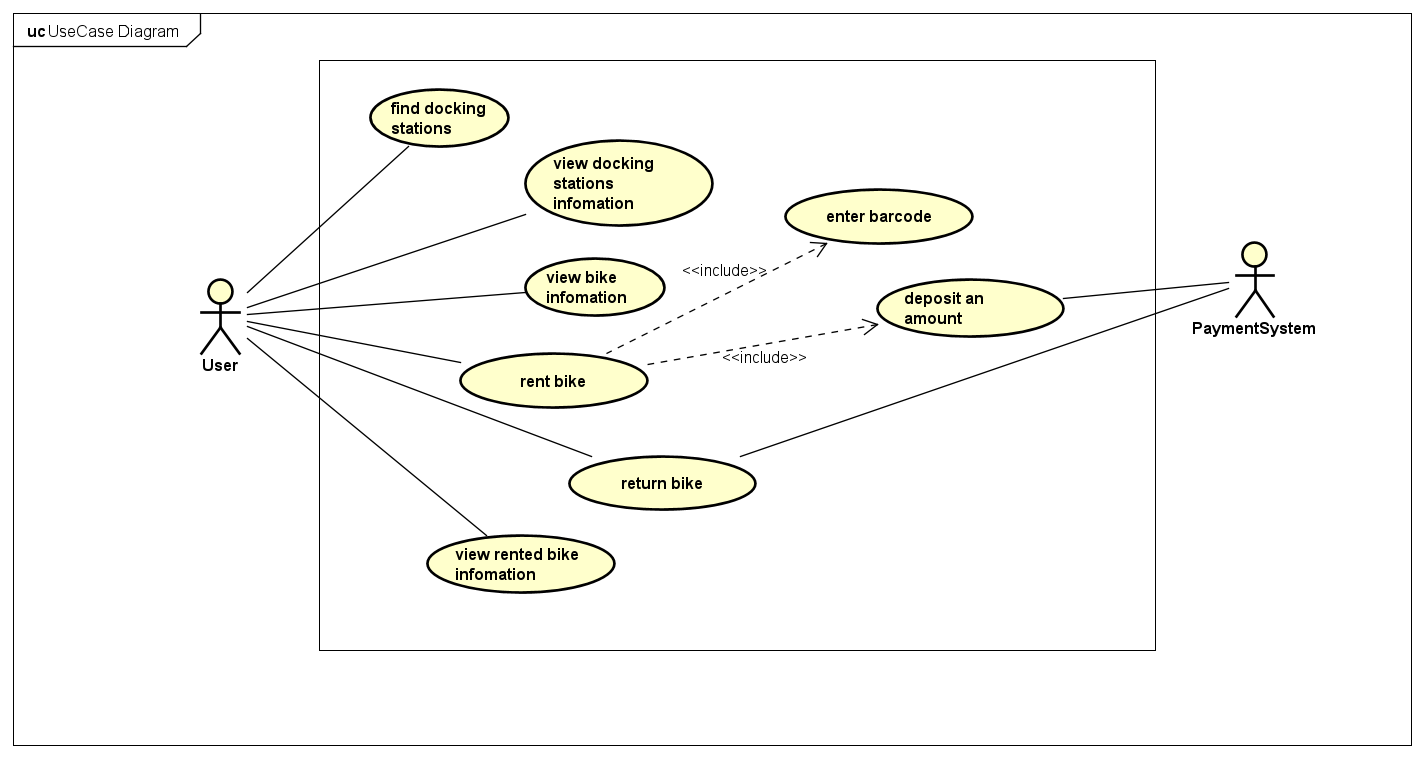 uc UseCase Diagram
find docking
stations
view docking
stations
infomation
enter barcode
<<include>>
view bike
infomation
deposit an
amount
PaymentSystem
<<include>>
User
rent bike
return bike
view rented bike
infomation